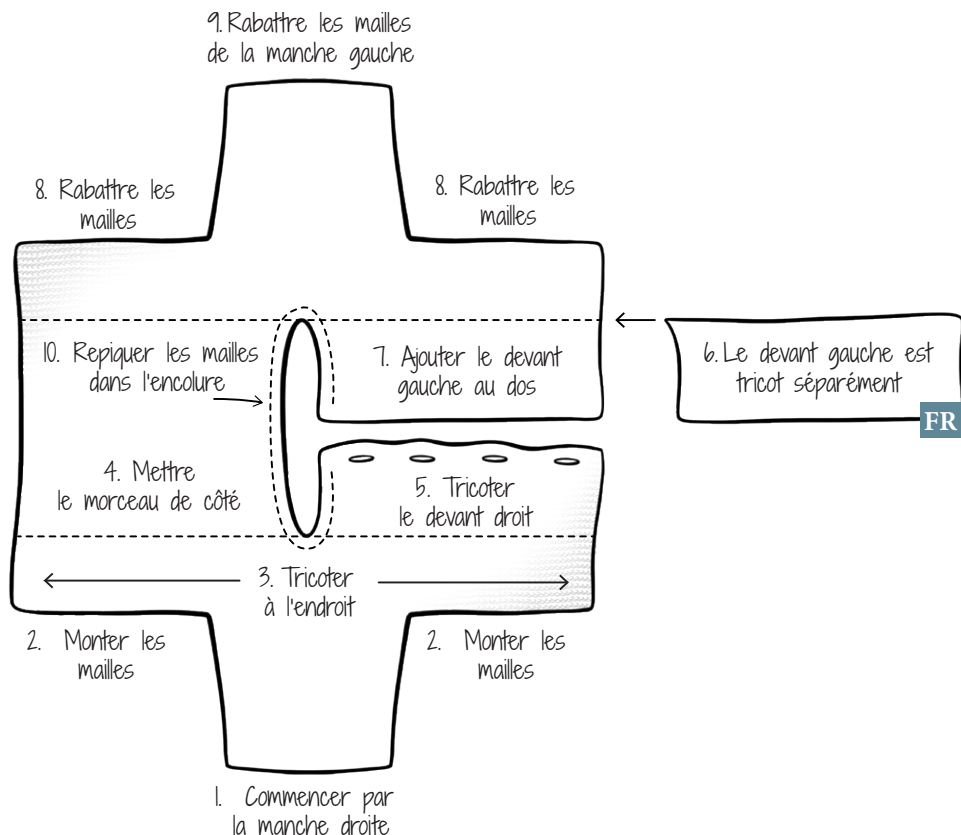 9. Rabattre les mailles
de la manche gauche
8. Rabattre les
mailles
8. Rabattre les
mailles
10. Repiquer les mailles
dans l'encolure
7. Ajouter le devant
gauche au dos
6. Le devant gauche est
tricot séparément
FR
4. Mettre
le morceau de côté
5. Tricoter
le devant droit
3. Tricoter
à l'endroit
2. Monter les
mailles
2. Monter les
mailles
1. Commencer par
la manche droite